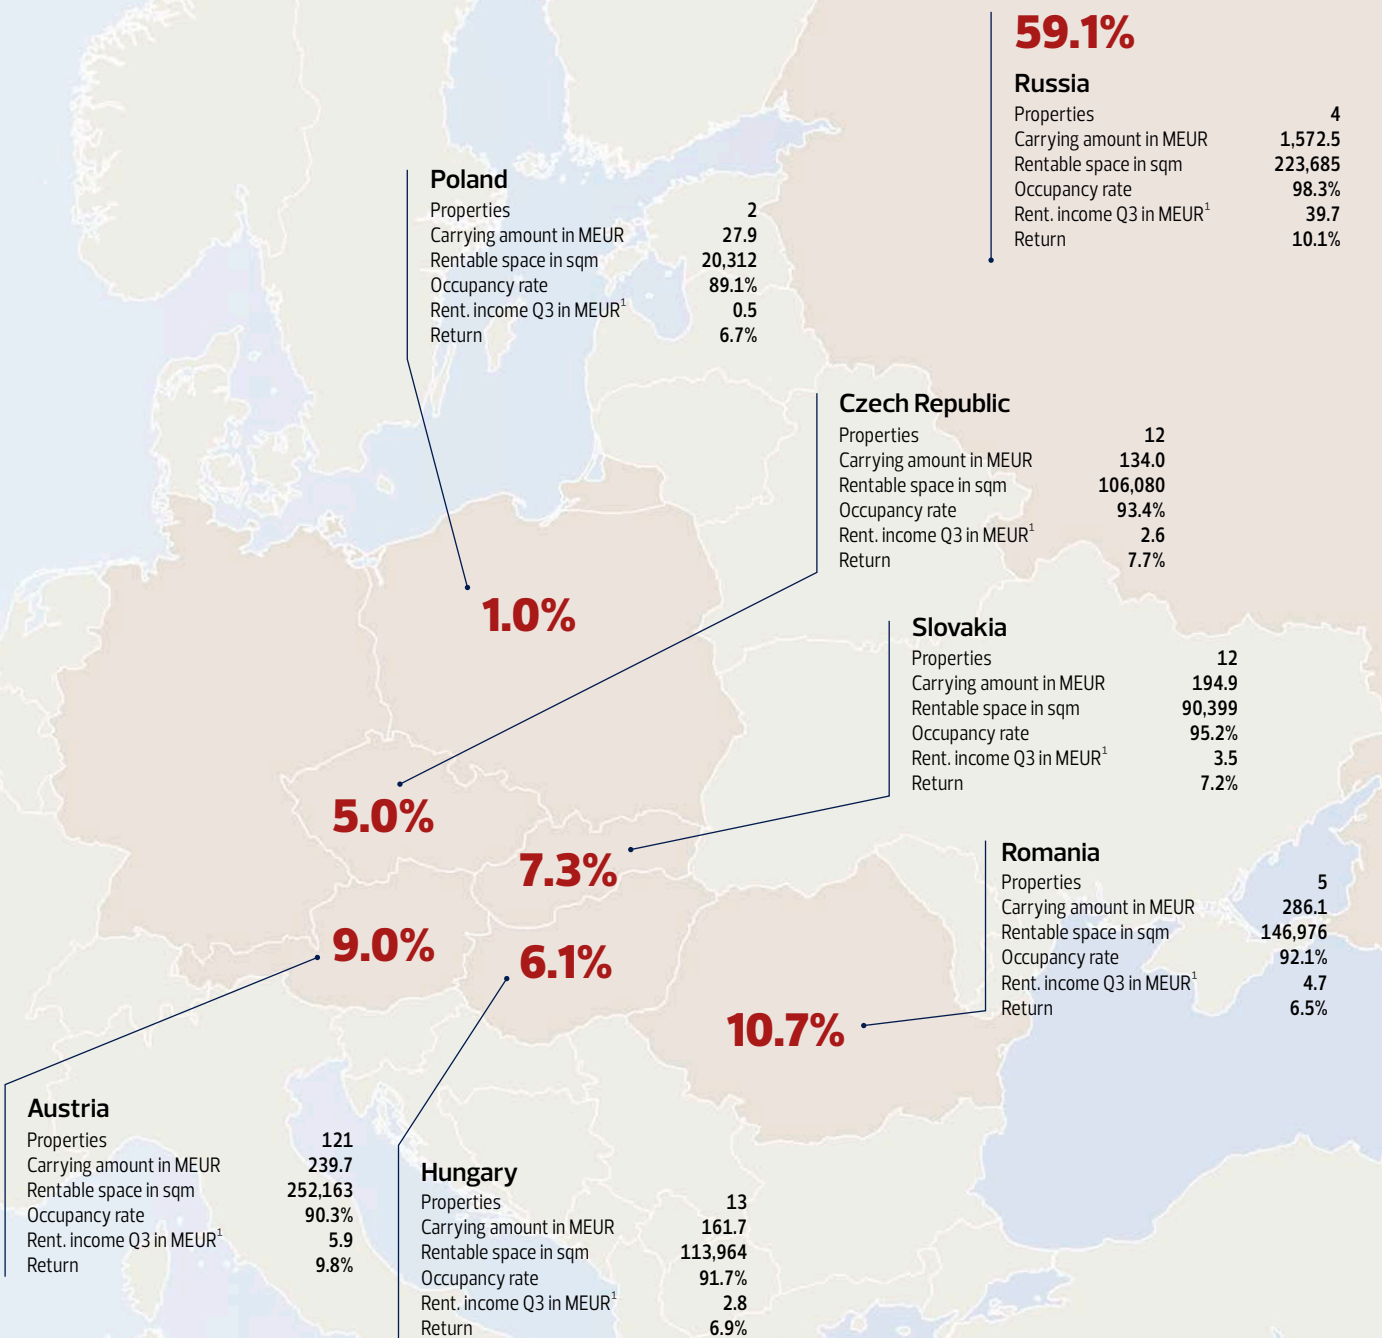 59.1%
Russia
Properties 4
Carrying amount in MEUR 1,572.5
Rentable space in sqm 223,685
Occupancy rate 98.3%
Rent. income Q3 in MEUR¹ 39.7
Return 10.1%
Poland
Properties 2
Carrying amount in MEUR 27.9
Rentable space in sqm 20,312
Occupancy rate 89.1%
Rent. income Q3 in MEUR¹ 0.5
Return 6.7%
1.0%
Czech Republic
Properties 12
Carrying amount in MEUR 134.0
Rentable space in sqm 106,080
Occupancy rate 93.4%
Rent. income Q3 in MEUR¹ 2.6
Return 7.7%
5.0%
Slovakia
Properties 12
Carrying amount in MEUR 194.9
Rentable space in sqm 90,399
Occupancy rate 95.2%
Rent. income Q3 in MEUR¹ 3.5
Return 7.2%
7.3%
Romania
Properties 5
Carrying amount in MEUR 286.1
Rentable space in sqm 146,976
Occupancy rate 92.1%
Rent. income Q3 in MEUR¹ 4.7
Return 6.5%
10.7%
9.0%
Austria
Properties 121
Carrying amount in MEUR 239.7
Rentable space in sqm 252,163
Occupancy rate 90.3%
Rent. income Q3 in MEUR¹ 5.9
Return 9.8%
6.1%
Hungary
Properties 13
Carrying amount in MEUR 161.7
Rentable space in sqm 113,964
Occupancy rate 91.7%
Rent. income Q3 in MEUR¹ 2.8
Return 6.9%